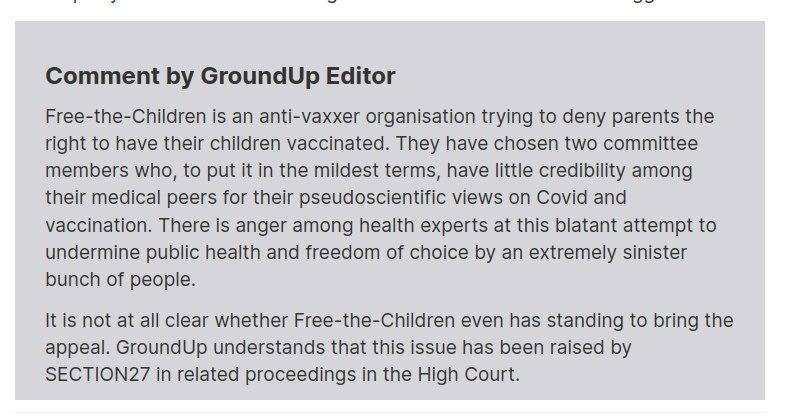 Comment by GroundUp Editor
Free-the-Children is an anti-vaxxer organisation trying to deny parents the
right to have their children vaccinated. They have chosen two committee
members who, to put it in the mildest terms, have little credibility among
their medical peers for their pseudoscientific views on Covid and
vaccination. There is anger among health experts at this blatant attempt to
undermine public health and freedom of choice by an extremely sinister
bunch of people.
It is not at all clear whether Free-the-Children even has standing to bring the
appeal. GroundUp understands that this issue has been raised by
SECTION27 in related proceedings in the High Court.